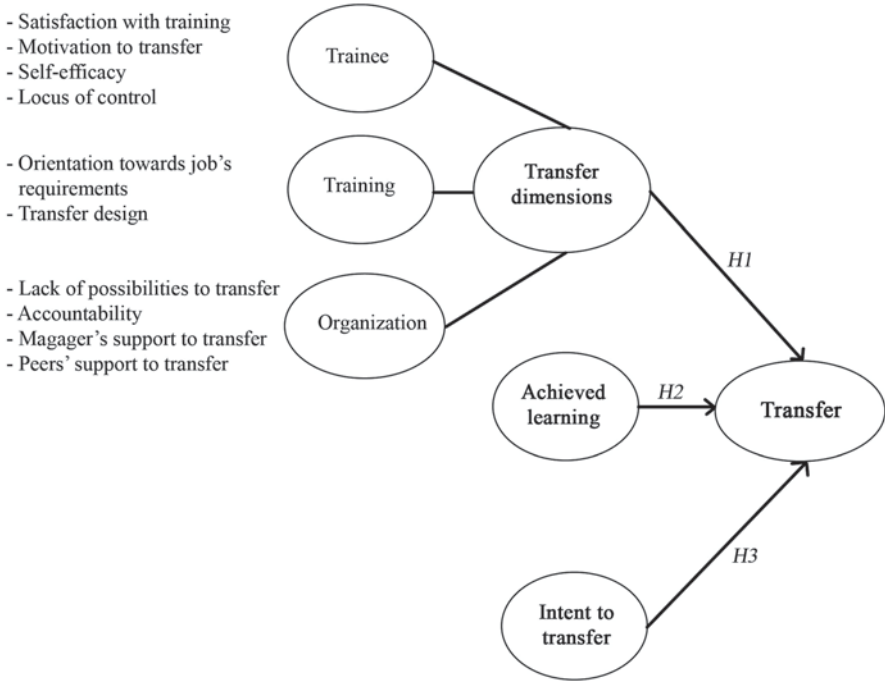 - Satisfaction with training
- Motivation to transfer
- Self-efficacy
- Locus of control
Trainee
- Orientation towards job's
requirements
- Transfer design
Training
Transfer
dimensions
H1
- Lack of possibilities to transfer
- Accountability
- Magager's support to transfer
- Peers' support to transfer
Organization
Achieved
learning
H2
Transfer
H3
Intent to
transfer